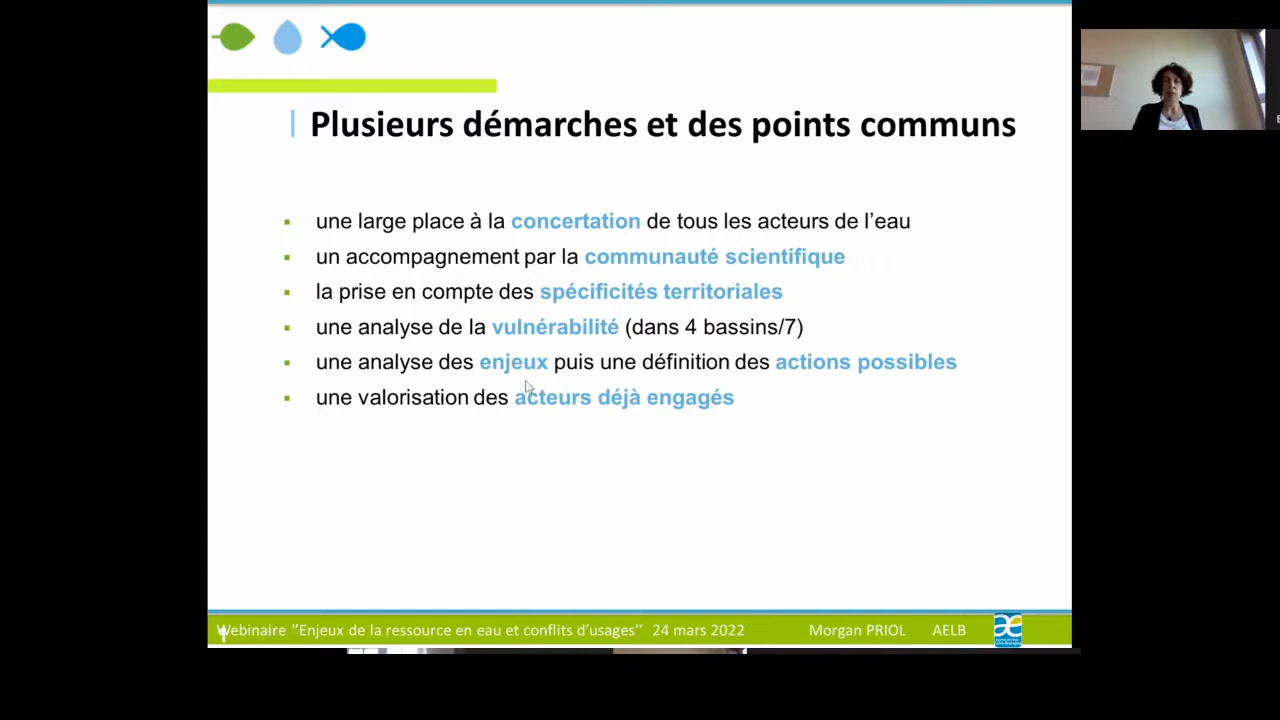 Plusieurs démarches et des points communs
une large place à la concertation de tous les acteurs de l’eau
un accompagnement par la communauté scientifique
la prise en compte des spécificités territoriales
une analyse de la vulnérabilité (dans 4 bassins/7)
une analyse des enjeux puis une définition des actions possibles
une valorisation des acteurs déjà engagés
Webinaire ‘‘Enjeux de la ressource en eau et conflits d’usages’’ 24 mars 2022 Morgan PRIOL AELB